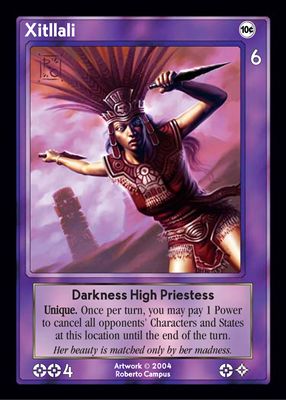 Xitllali
10¢
6
Darkness High Priestess
Unique. Once per turn, you may pay 1 Power
to cancel all opponents' Characters and States
at this location until the end of the turn.
Her beauty is matched only by her madness.
Artwork © 2004
Roberto Campus
4